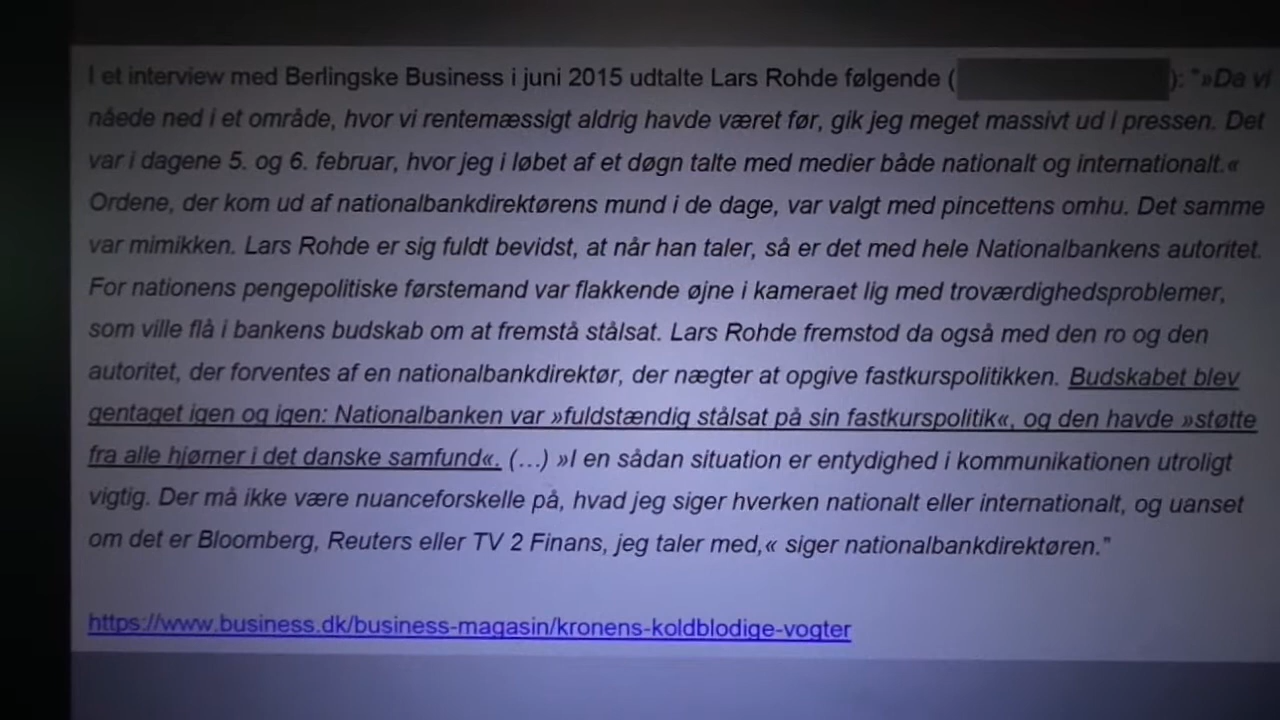 I et interview med Berlingske Business i juni 2015 udtalte Lars Rohde følgende ( ): "»Da vi
nåede ned i et område, hvor vi rentemæssigt aldrig havde været før, gik jeg meget massivt ud i pressen. Det
var i dagene 5. og 6. februar, hvor jeg i løbet af et døgn talte med medier både nationalt og internationalt.«
Ordene, der kom ud af nationalbankdirektørens mund i de dage, var valgt med pincettens omhu. Det samme
var mimikken. Lars Rohde er sig fuldt bevidst, at når han taler, så er det med hele Nationalbankens autoritet.
For nationens pengepolitiske førstemand var flakkende øjne i kameraet lig med troværdighedsproblemer,
som ville flå i bankens budskab om at fremstå stålsat. Lars Rohde fremstod da også med den ro og den
autoritet, der forventes af en nationalbankdirektør, der nægter at opgive fastkurspolitikken. Budskabet blev
gentaget igen og igen: Nationalbanken var »fuldstændig stålsat på sin fastkurspolitik«, og den havde »støtte
fra alle hjørner i det danske samfund«. (...) »I en sådan situation er entydighed i kommunikationen utroligt
vigtig. Der må ikke være nuanceforskelle på, hvad jeg siger hverken nationalt eller internationalt, og uanset
om det er Bloomberg, Reuters eller TV 2 Finans, jeg taler med,« siger nationalbankdirektøren."
https://www.business.dk/business-magasin/kronens-koldblodige-vogter